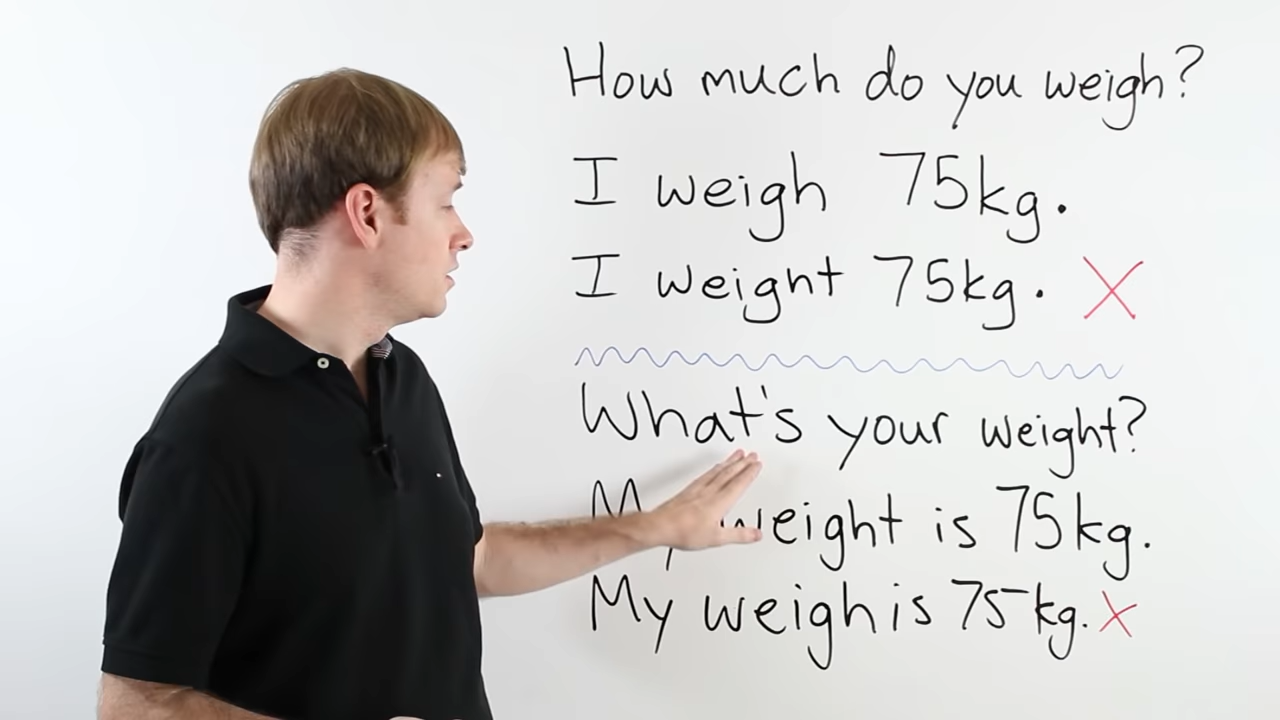 How much do you weigh?
I weigh 75kg.
I weight 75kg. X
What's your weight?
My weight is 75kg.
My weigh is 75kg. X